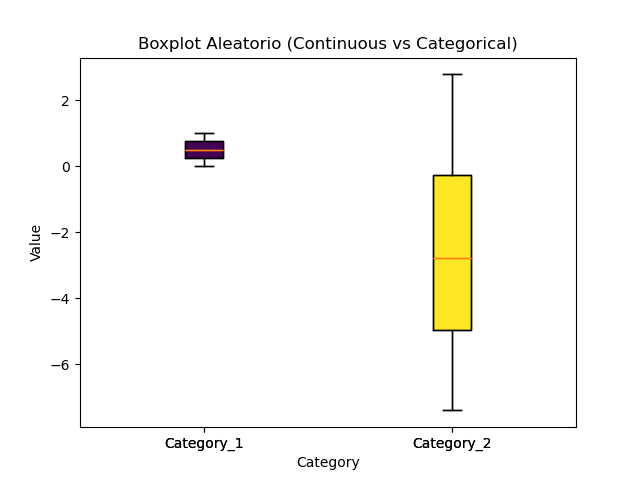 Boxplot Aleatorio (Continuous vs Categorical)
2
0
−2
−4
−6
Value
Category_1
Category_2
Category